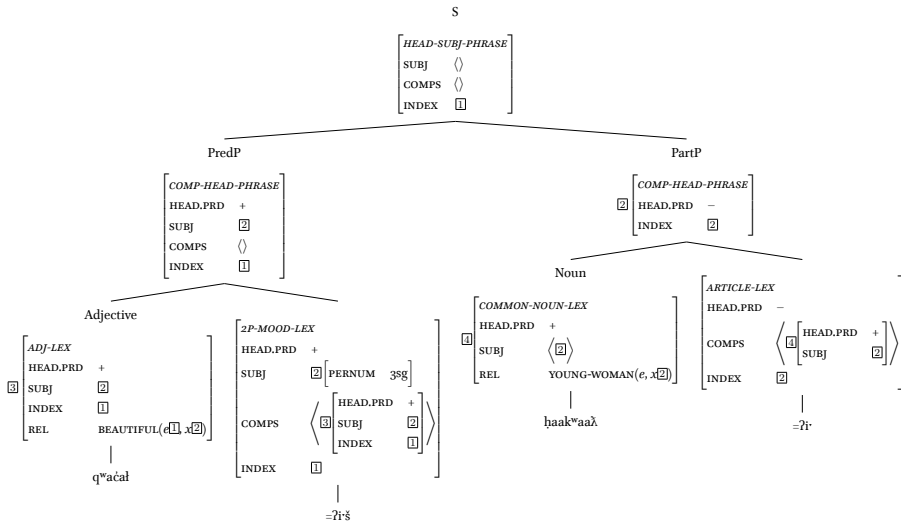 S
HEAD-SUBJ-PHRASE
SUBJ ⟨⟩
COMPS ⟨⟩
INDEX 1
PredP
COMP-HEAD-PHRASE
HEAD.PRD +
SUBJ 2
COMPS ⟨⟩
INDEX 1
PartP
2 COMP-HEAD-PHRASE
HEAD.PRD −
INDEX 2
Adjective
3 ADJ-LEX
HEAD.PRD +
SUBJ 2
INDEX 1
REL BEAUTIFUL(e1, x2)
qʷac̓ał
2P-MOOD-LEX
HEAD.PRD +
SUBJ 2 [PERNUM 3sg]
COMPS ⟨3 [HEAD.PRD +
SUBJ 2
INDEX 1]⟩
INDEX 1
=ʔi·š
Noun
4 COMMON-NOUN-LEX
HEAD.PRD +
SUBJ ⟨2⟩
REL YOUNG-WOMAN(e, x2)
ḥaakʷaaƛ
ARTICLE-LEX
HEAD.PRD −
COMPS ⟨4 [HEAD.PRD +
SUBJ 2]⟩
INDEX 2
=ʔi·